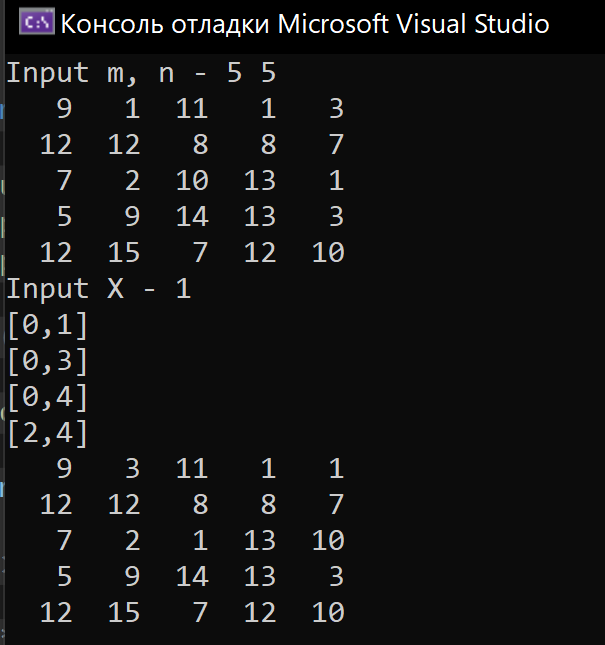 C:\ Консоль отладки Microsoft Visual Studio
Input m, n - 5 5
9 1 11 1 3
12 12 8 8 7
7 2 10 13 1
5 9 14 13 3
12 15 7 12 10
Input X - 1
[0,1]
[0,3]
[0,4]
[2,4]
9 3 11 1 1
12 12 8 8 7
7 2 1 13 10
5 9 14 13 3
12 15 7 12 10